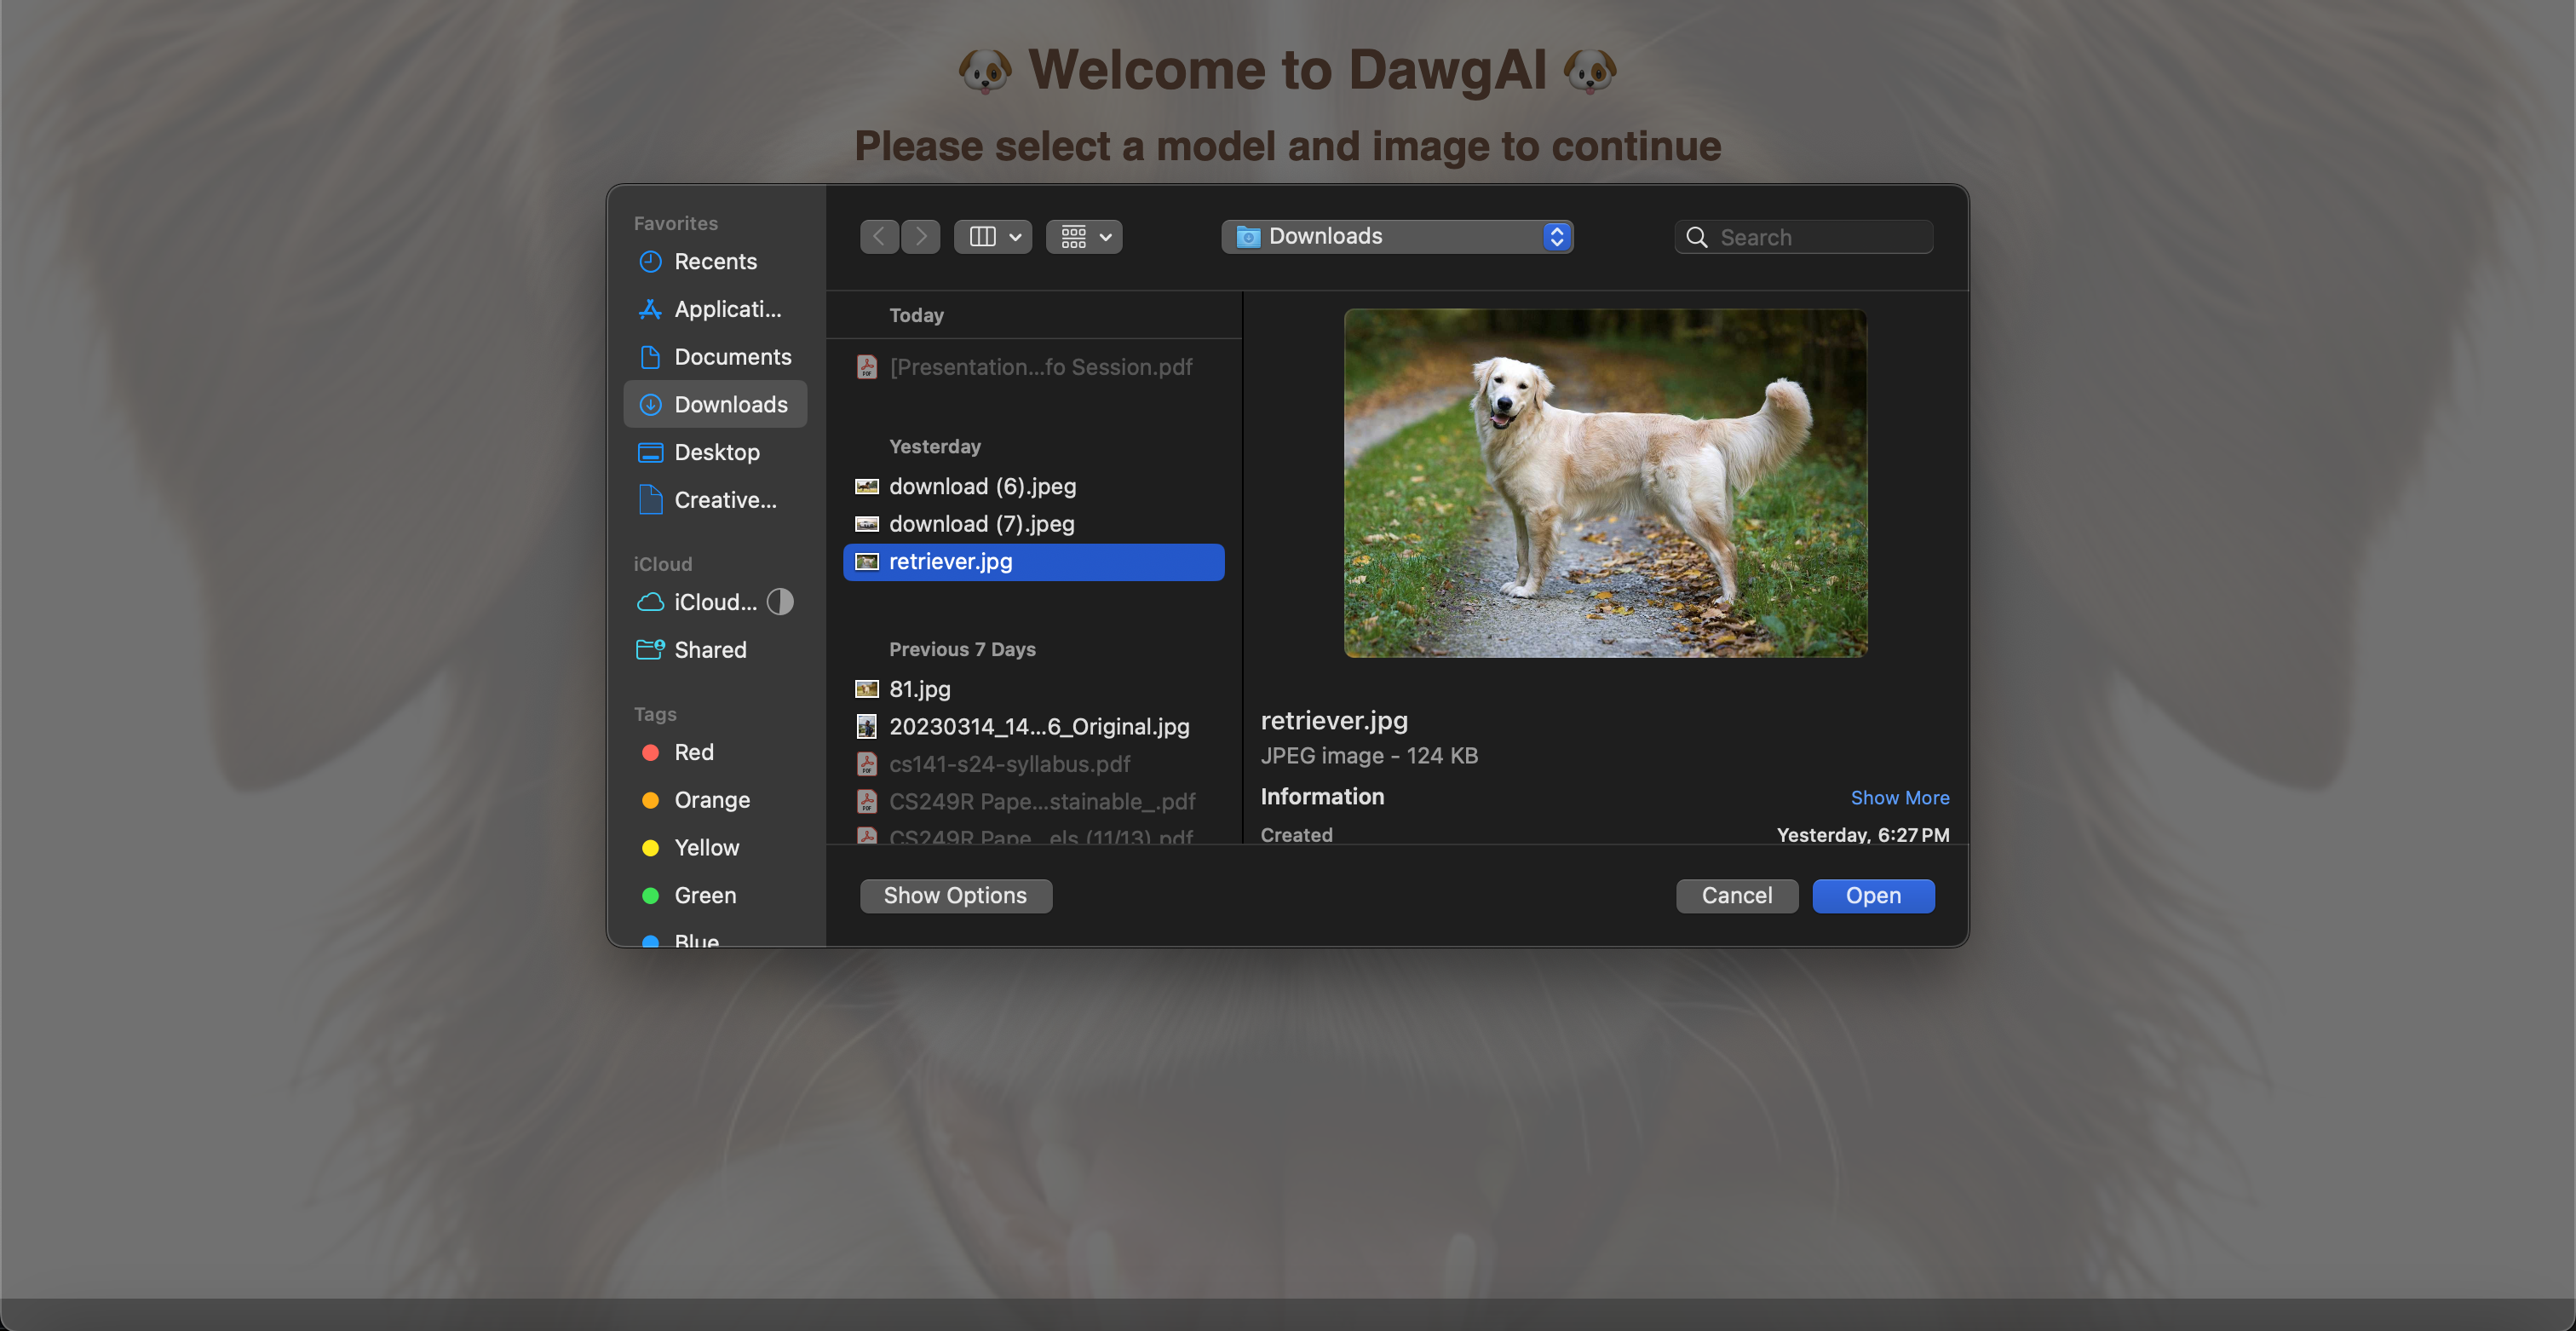 🐶 Welcome to DawgAI 🐶
Please select a model and image to continue
Favorites
Recents
Applicati...
Documents
Downloads
Desktop
Creative...
iCloud
iCloud...
Shared
Tags
Red
Orange
Yellow
Green
Blue
Downloads
Search
Today
[Presentation...fo Session.pdf
Yesterday
download (6).jpeg
download (7).jpeg
retriever.jpg
Previous 7 Days
81.jpg
20230314_14...6_Original.jpg
cs141-s24-syllabus.pdf
CS249R Pape...stainable_.pdf
CS249R Pape...els (11/13).pdf
retriever.jpg
JPEG image - 124 KB
Information
Show More
Created
Yesterday, 6:27 PM
Show Options
Cancel
Open